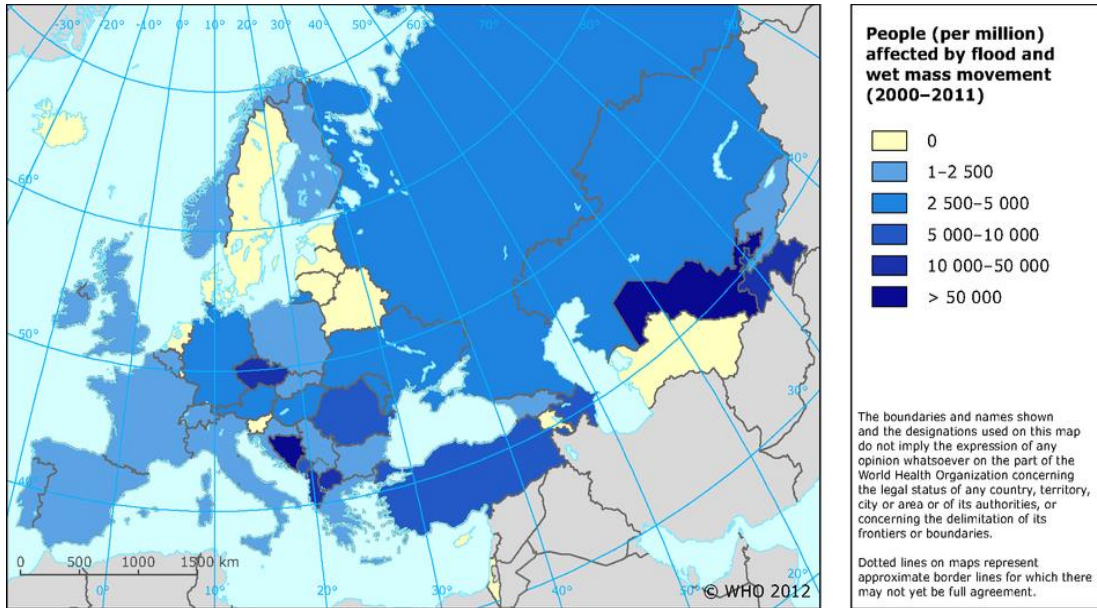 -30° -20° -10° 0° 10° 20° 30° 40° 50° 60° 70° 80° 90°
60°
50°
40°
40°
30°
20°
0 500 1000 1500 km
0° 10° 20° 30°
© WHO 2012
People (per million)
affected by flood and
wet mass movement
(2000–2011)
0
1–2 500
2 500–5 000
5 000–10 000
10 000–50 000
> 50 000
The boundaries and names shown
and the designations used on this map
do not imply the expression of any
opinion whatsoever on the part of the
World Health Organization concerning
the legal status of any country, territory,
city or area or of its authorities, or
concerning the delimitation of its
frontiers or boundaries.
Dotted lines on maps represent
approximate border lines for which there
may not yet be full agreement.